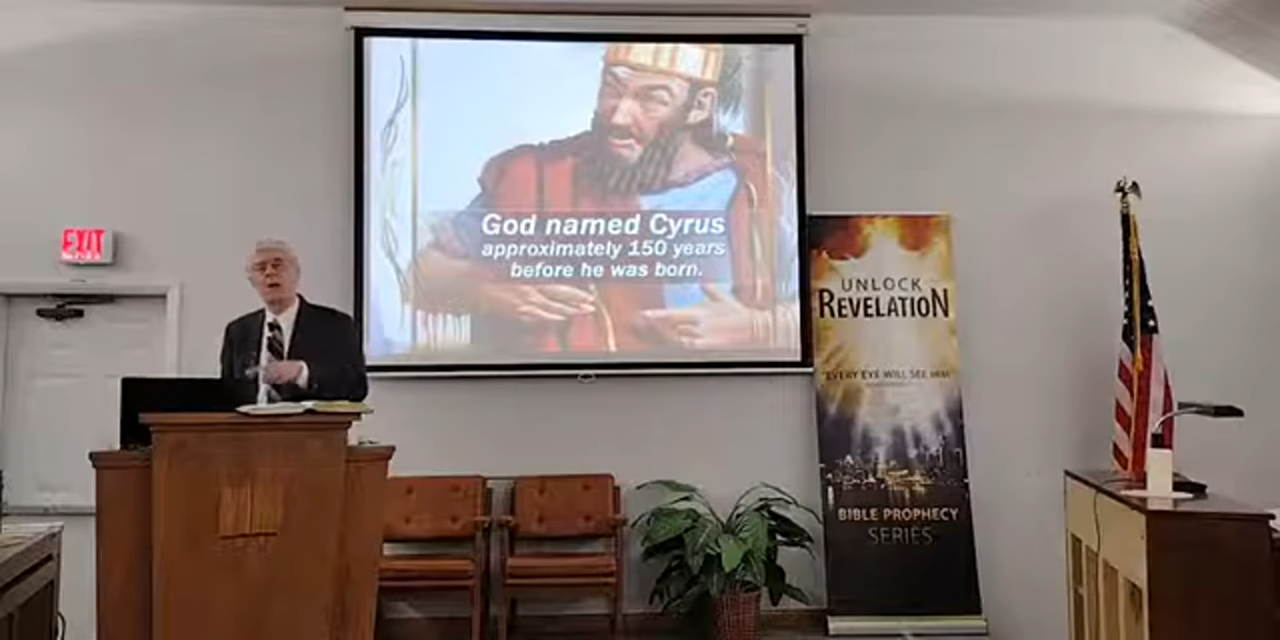 EXIT
God named Cyrus
approximately 150 years
before he was born.
UNLOCK
REVELATION
"EVERY EYE WILL SEE HIM"
BIBLE PROPHECY
SERIES